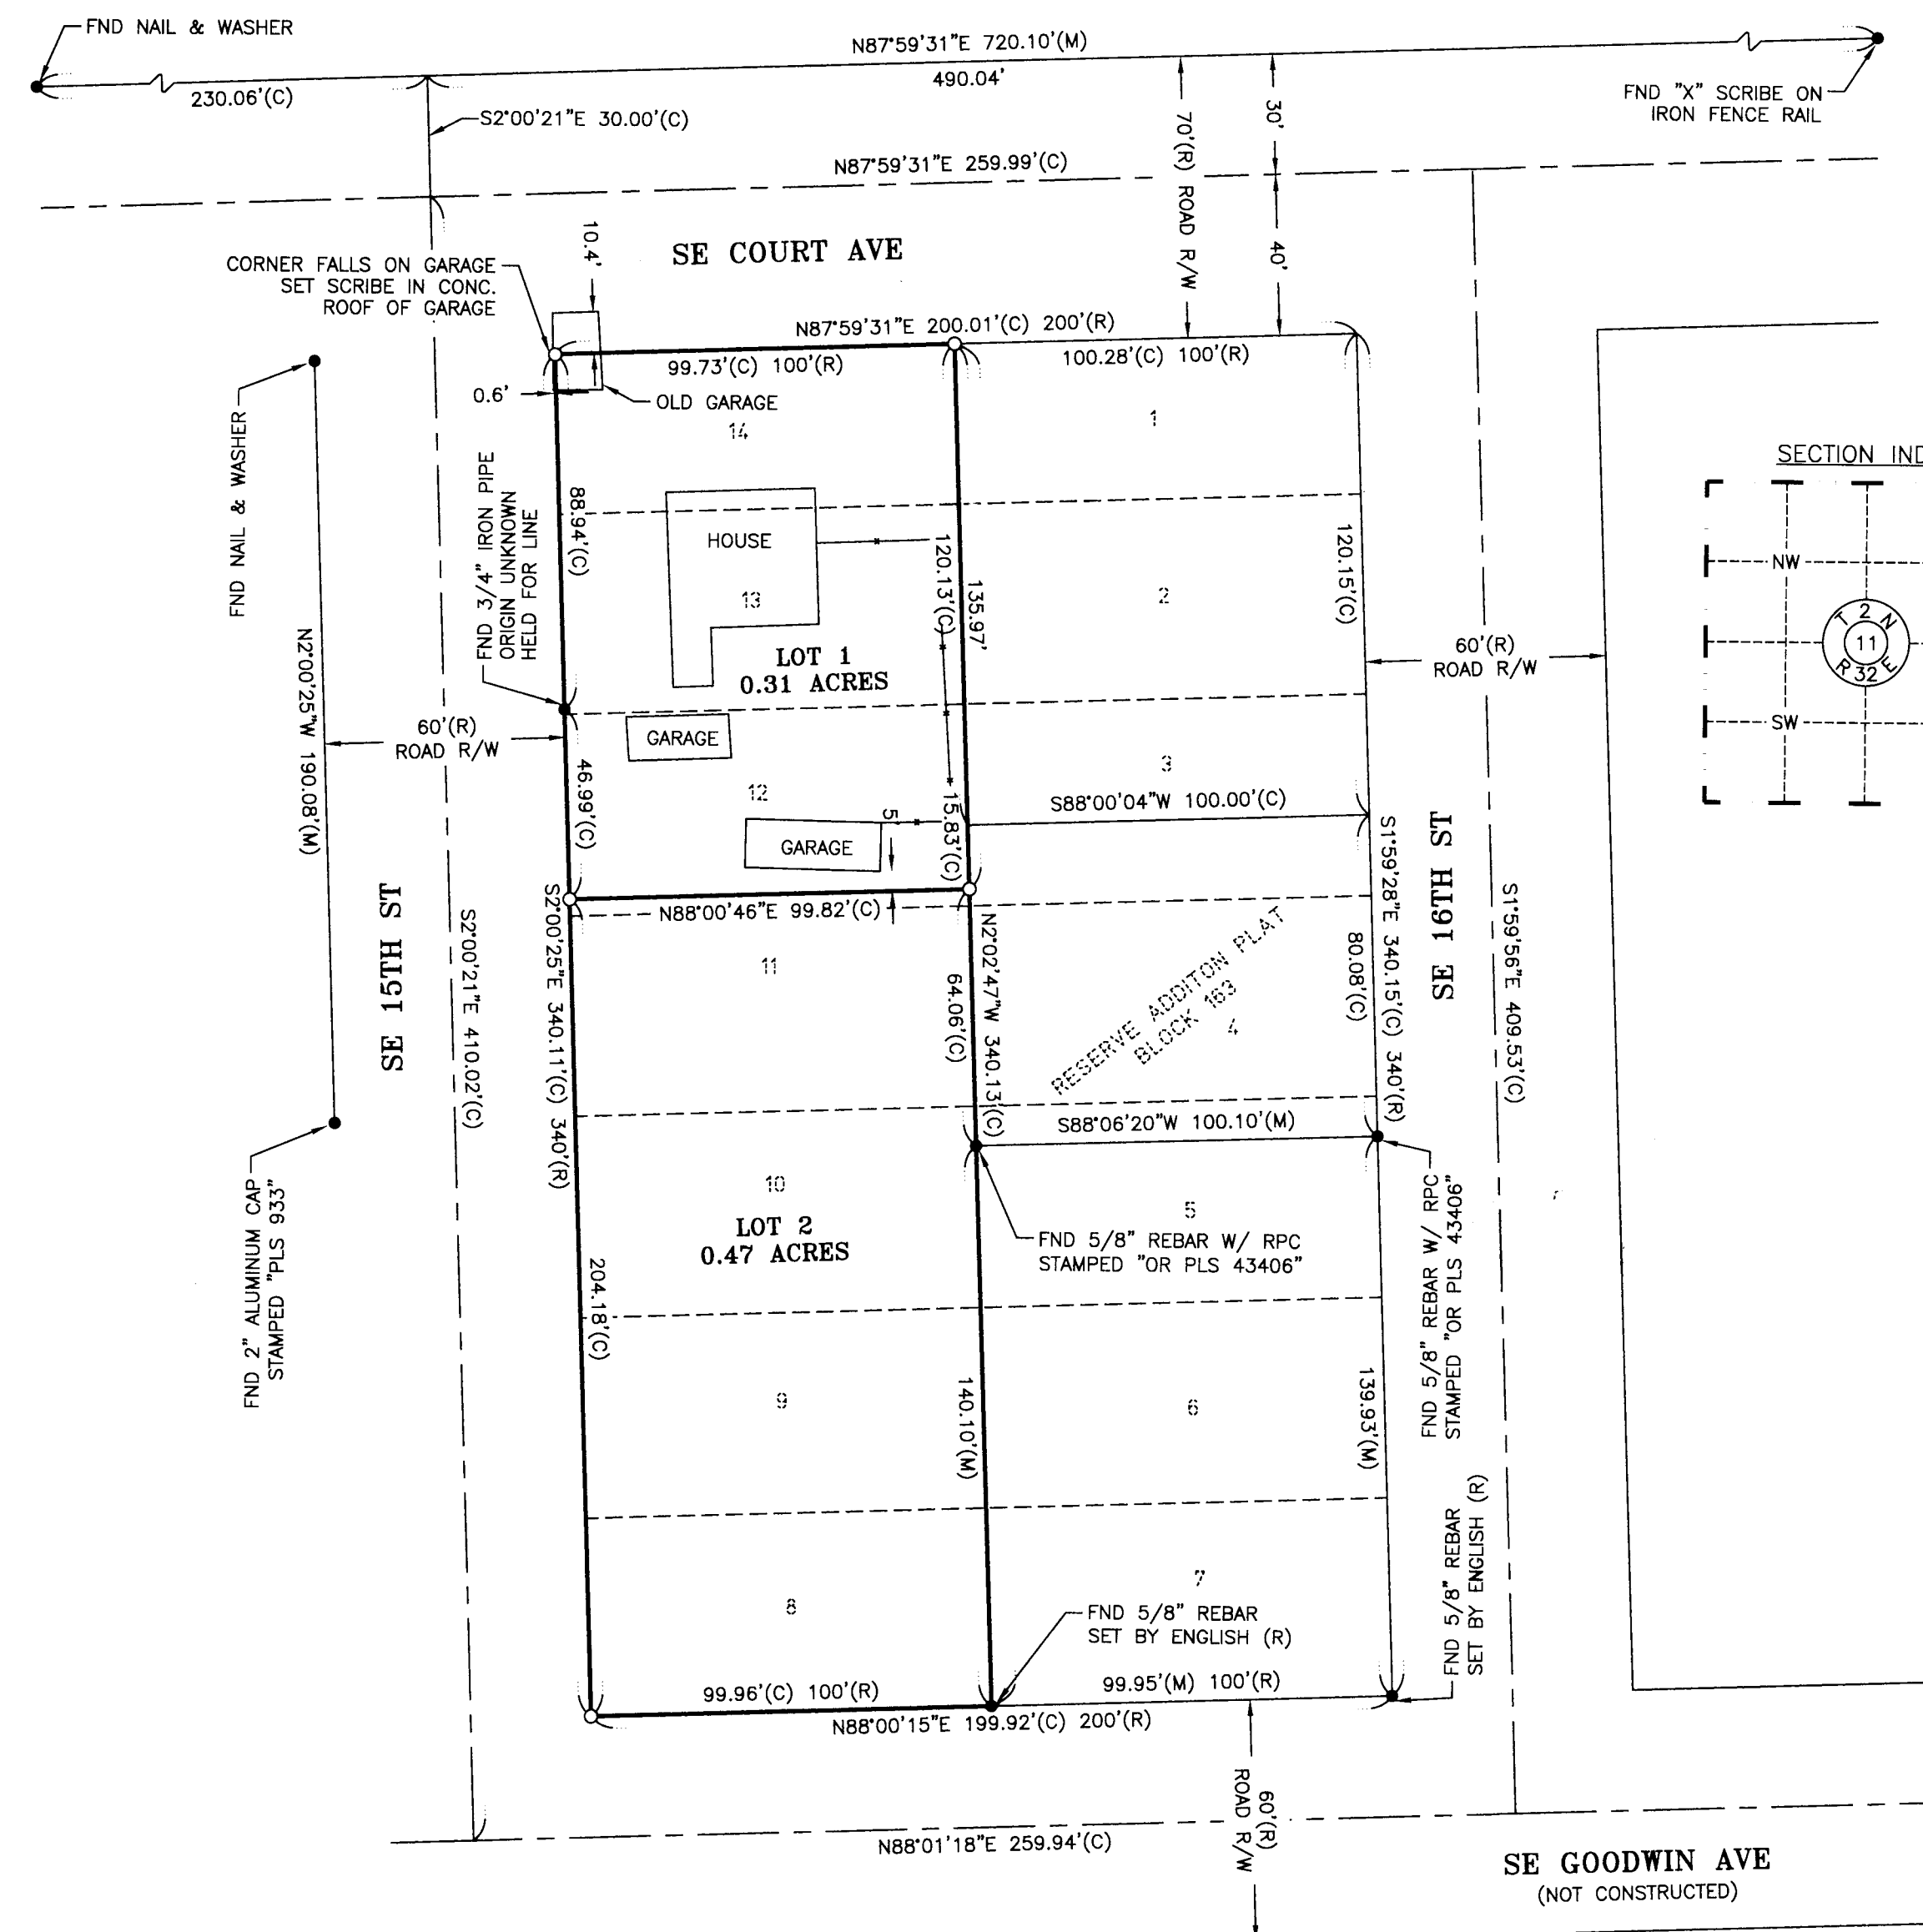 FND NAIL & WASHER
N87°59'31"E 720.10'(M)
230.06'(C)
490.04'
FND "X" SCRIBE ON
IRON FENCE RAIL
S2°00'21"E 30.00'(C)
70'(R) ROAD R/W
30'
N87°59'31"E 259.99'(C)
40'
10.4'
SE COURT AVE
CORNER FALLS ON GARAGE
SET SCRIBE IN CONC.
ROOF OF GARAGE
N87°59'31"E 200.01'(C) 200'(R)
99.73'(C) 100'(R)
100.28'(C) 100'(R)
0.6'
OLD GARAGE
14
1
FND NAIL & WASHER
FND 3/4" IRON PIPE
ORIGIN UNKNOWN
HELD FOR LINE
88.94'(C)
HOUSE
13
120.13'(C)
135.97'
2
120.15'(C)
SECTION IND
NW
T 2 N
11
R 32 E
SW
LOT 1
0.31 ACRES
60'(R)
ROAD R/W
N2°00'25"W 190.08'(M)
60'(R)
ROAD R/W
GARAGE
46.99'(C)
12
3
S88°00'04"W 100.00'(C)
5'
15.83'(C)
GARAGE
N88°00'46"E 99.82'(C)
SE 15TH ST
S2°00'21"E 410.02'(C)
S2°00'25"E 340.11'(C) 340'(R)
11
64.06'(C)
N2°02'47"W 340.13'(C)
RESERVE ADDITON PLAT
BLOCK 163
4
80.08'(C)
S1°59'28"E 340.15'(C) 340'(R)
SE 16TH ST
S1°59'56"E 409.53'(C)
S88°06'20"W 100.10'(M)
FND 2" ALUMINUM CAP
STAMPED "PLS 933"
10
LOT 2
0.47 ACRES
5
FND 5/8" REBAR W/ RPC
STAMPED "OR PLS 43406"
FND 5/8" REBAR W/ RPC
STAMPED "OR PLS 43406"
204.18'(C)
9
140.10'(M)
6
139.93'(M)
8
7
FND 5/8" REBAR
SET BY ENGLISH (R)
FND 5/8" REBAR
SET BY ENGLISH (R)
99.96'(C) 100'(R)
99.95'(M) 100'(R)
N88°00'15"E 199.92'(C) 200'(R)
60'(R)
ROAD R/W
N88°01'18"E 259.94'(C)
SE GOODWIN AVE
(NOT CONSTRUCTED)